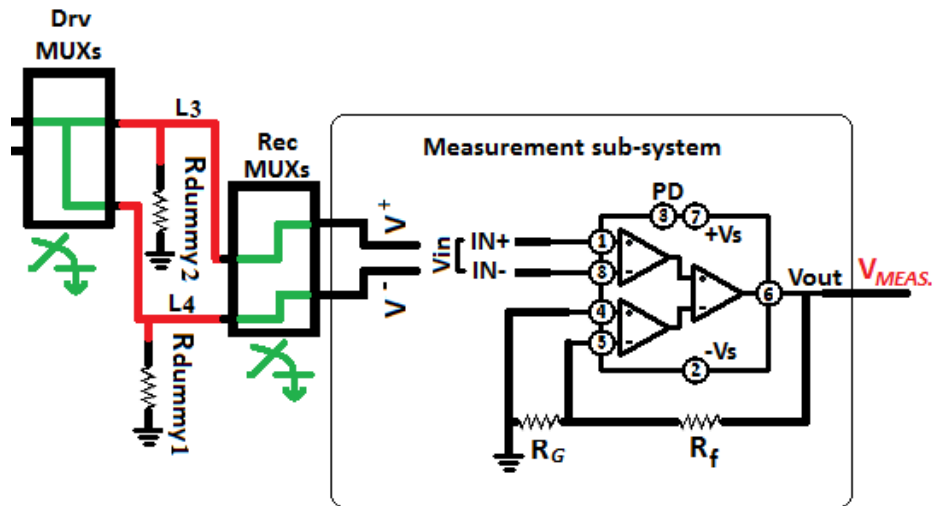 Drv
MUXs
L3
Rdummy2
L4
Rdummy1
Rec
MUXs
V+
V-
Measurement sub-system
Vin
IN+
IN-
PD
3
7
+Vs
1
8
4
5
6
Vout
VMEAS.
-Vs
2
RG
Rf